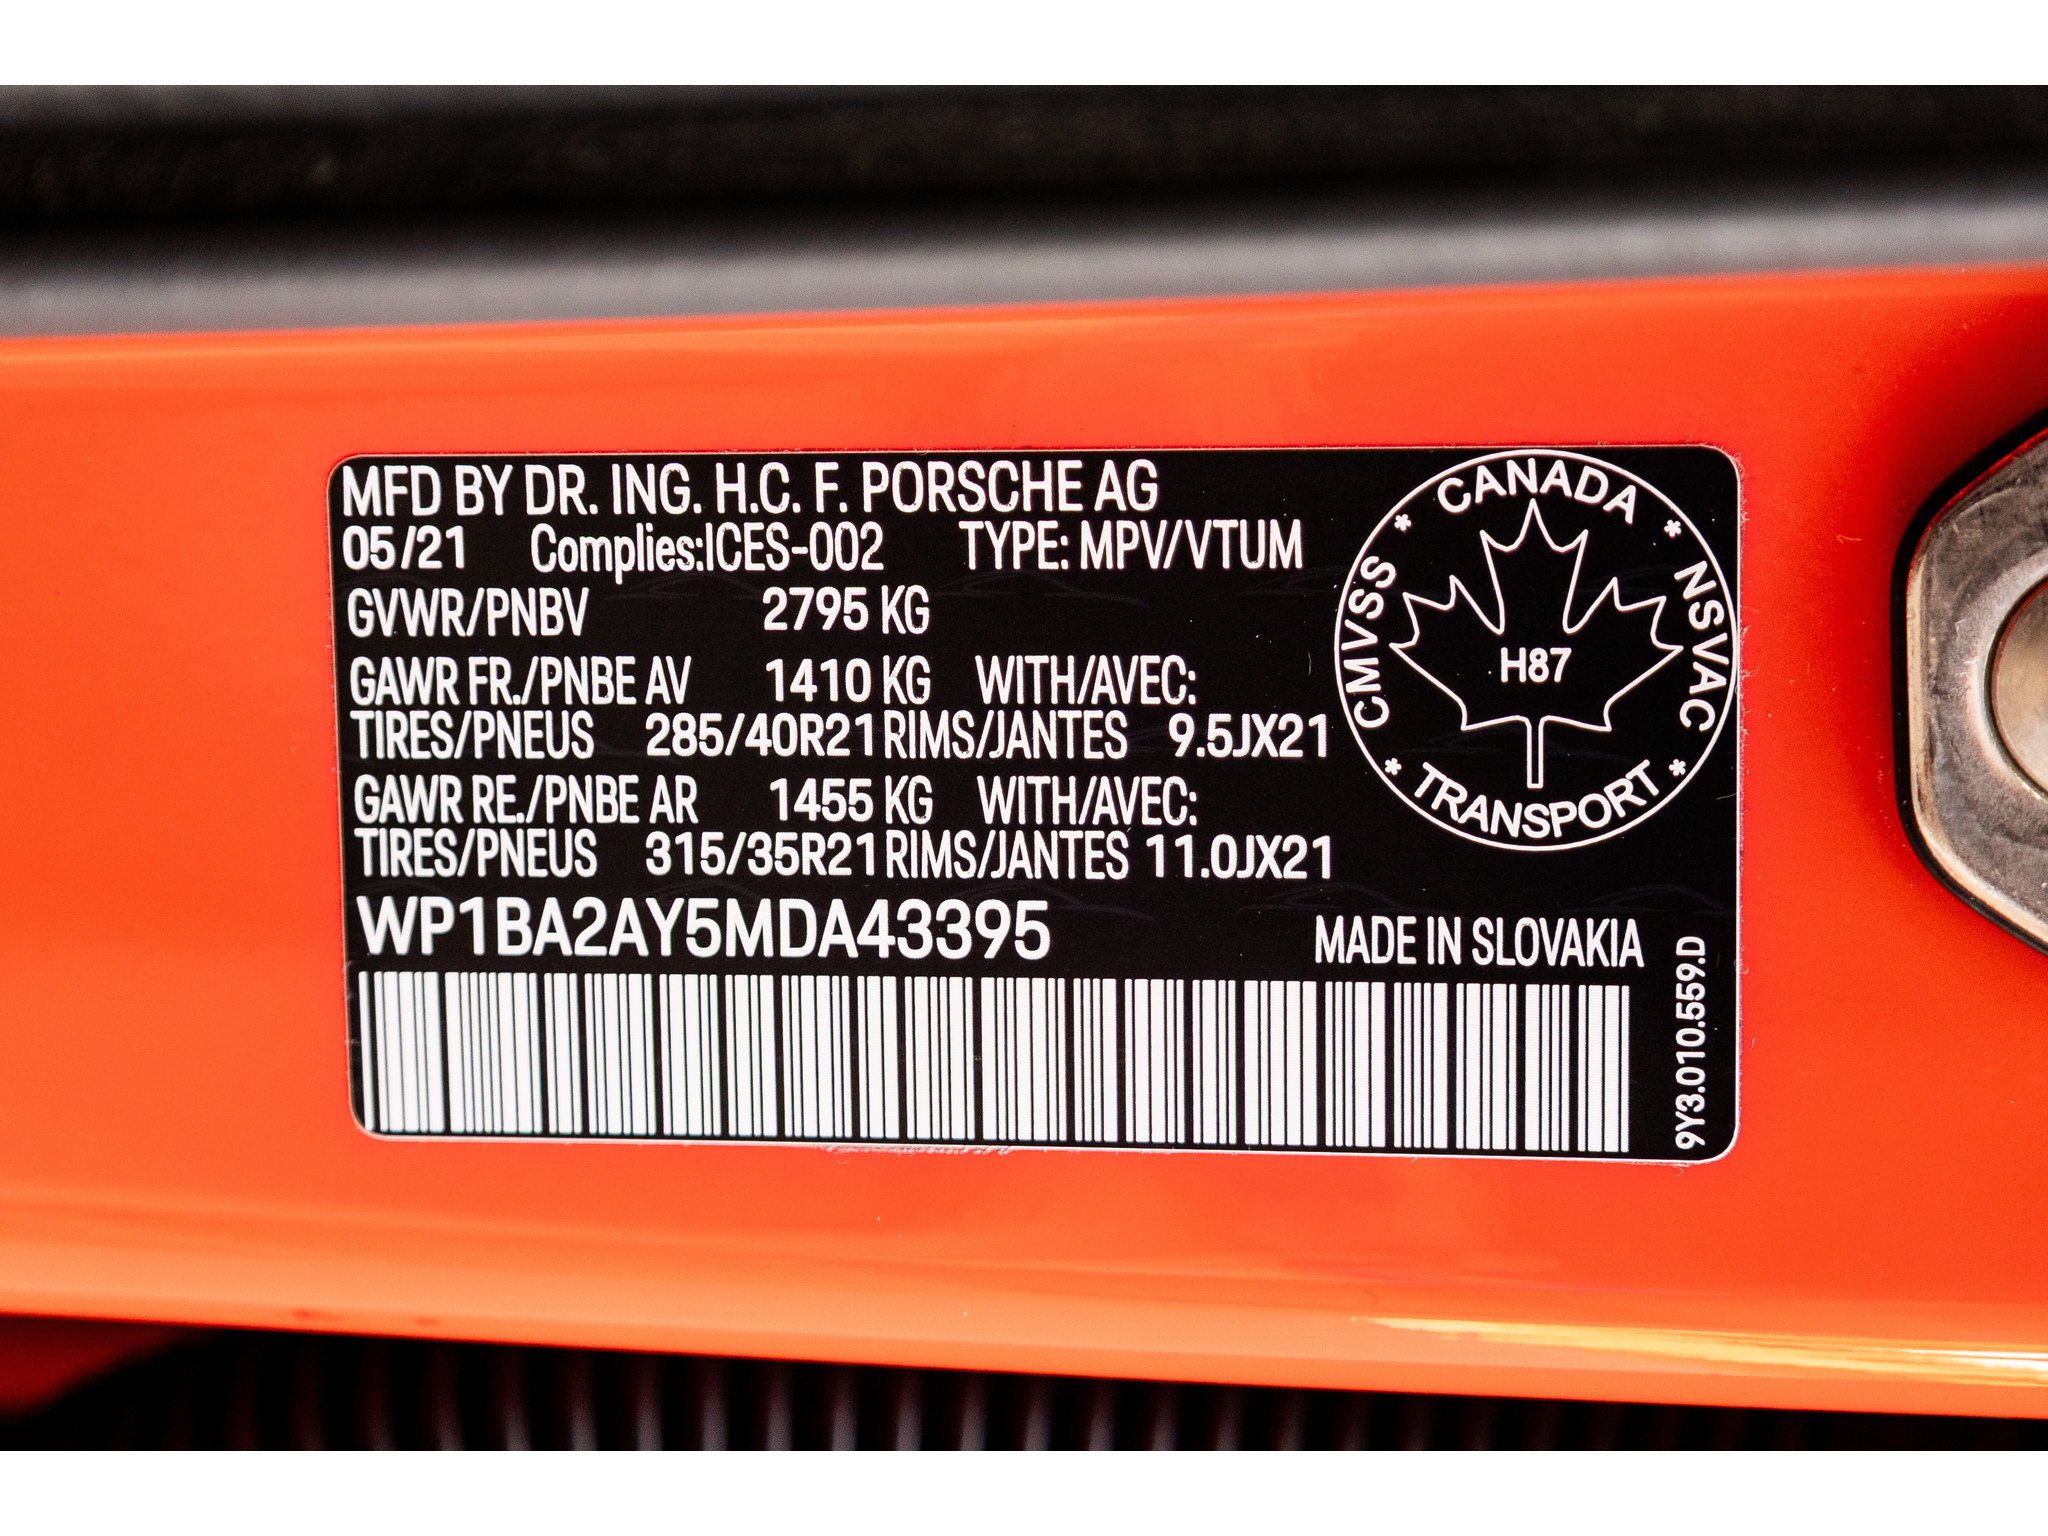 MFD BY DR. ING. H.C. F. PORSCHE AG
05/21 Complies:ICES-002 TYPE: MPV/VTUM
GVWR/PNBV 2795 KG
GAWR FR./PNBE AV 1410 KG WITH/AVEC:
TIRES/PNEUS 285/40R21 RIMS/JANTES 9.5JX21
GAWR RE./PNBE AR 1455 KG WITH/AVEC:
TIRES/PNEUS 315/35R21 RIMS/JANTES 11.0JX21
WP1BA2AY5MDA43395
MADE IN SLOVAKIA
* CANADA * NSVAC * TRANSPORT * CMVSS
H87
9Y3.010.559.D